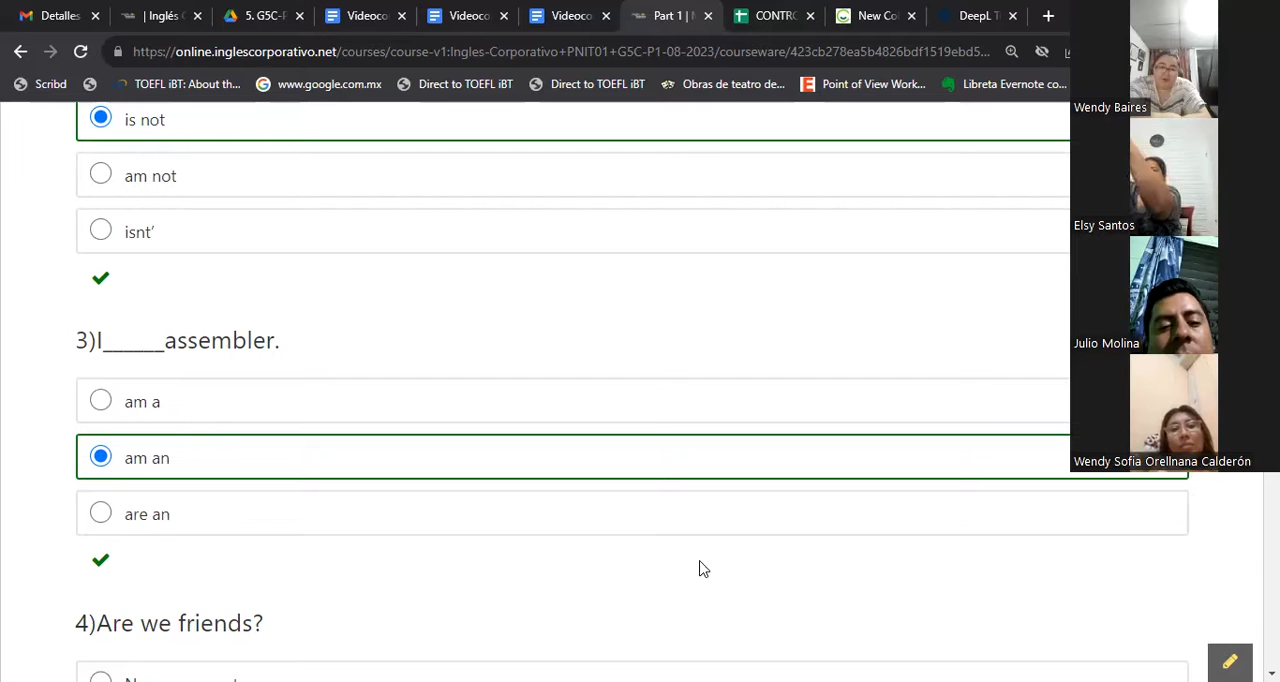 Detalles
| Inglés C
5. G5C-P
Videoco
Videoco
Videoco
Part 1 | N
CONTRO
New Col
DeepL Ti
https://online.inglescorporativo.net/courses/course-v1:Ingles-Corporativo+PNIT01+G5C-P1-08-2023/courseware/423cb278ea5b4826bdf1519ebd5...
Scribd
TOEFL iBT: About th...
www.google.com.mx
Direct to TOEFL iBT
Direct to TOEFL iBT
Obras de teatro de...
Point of View Work...
Libreta Evernote co...
Wendy Baires
is not
am not
Elsy Santos
isnt'
3)I______assembler.
Julio Molina
am a
am an
Wendy Sofia Orellnana Calderón
are an
4)Are we friends?